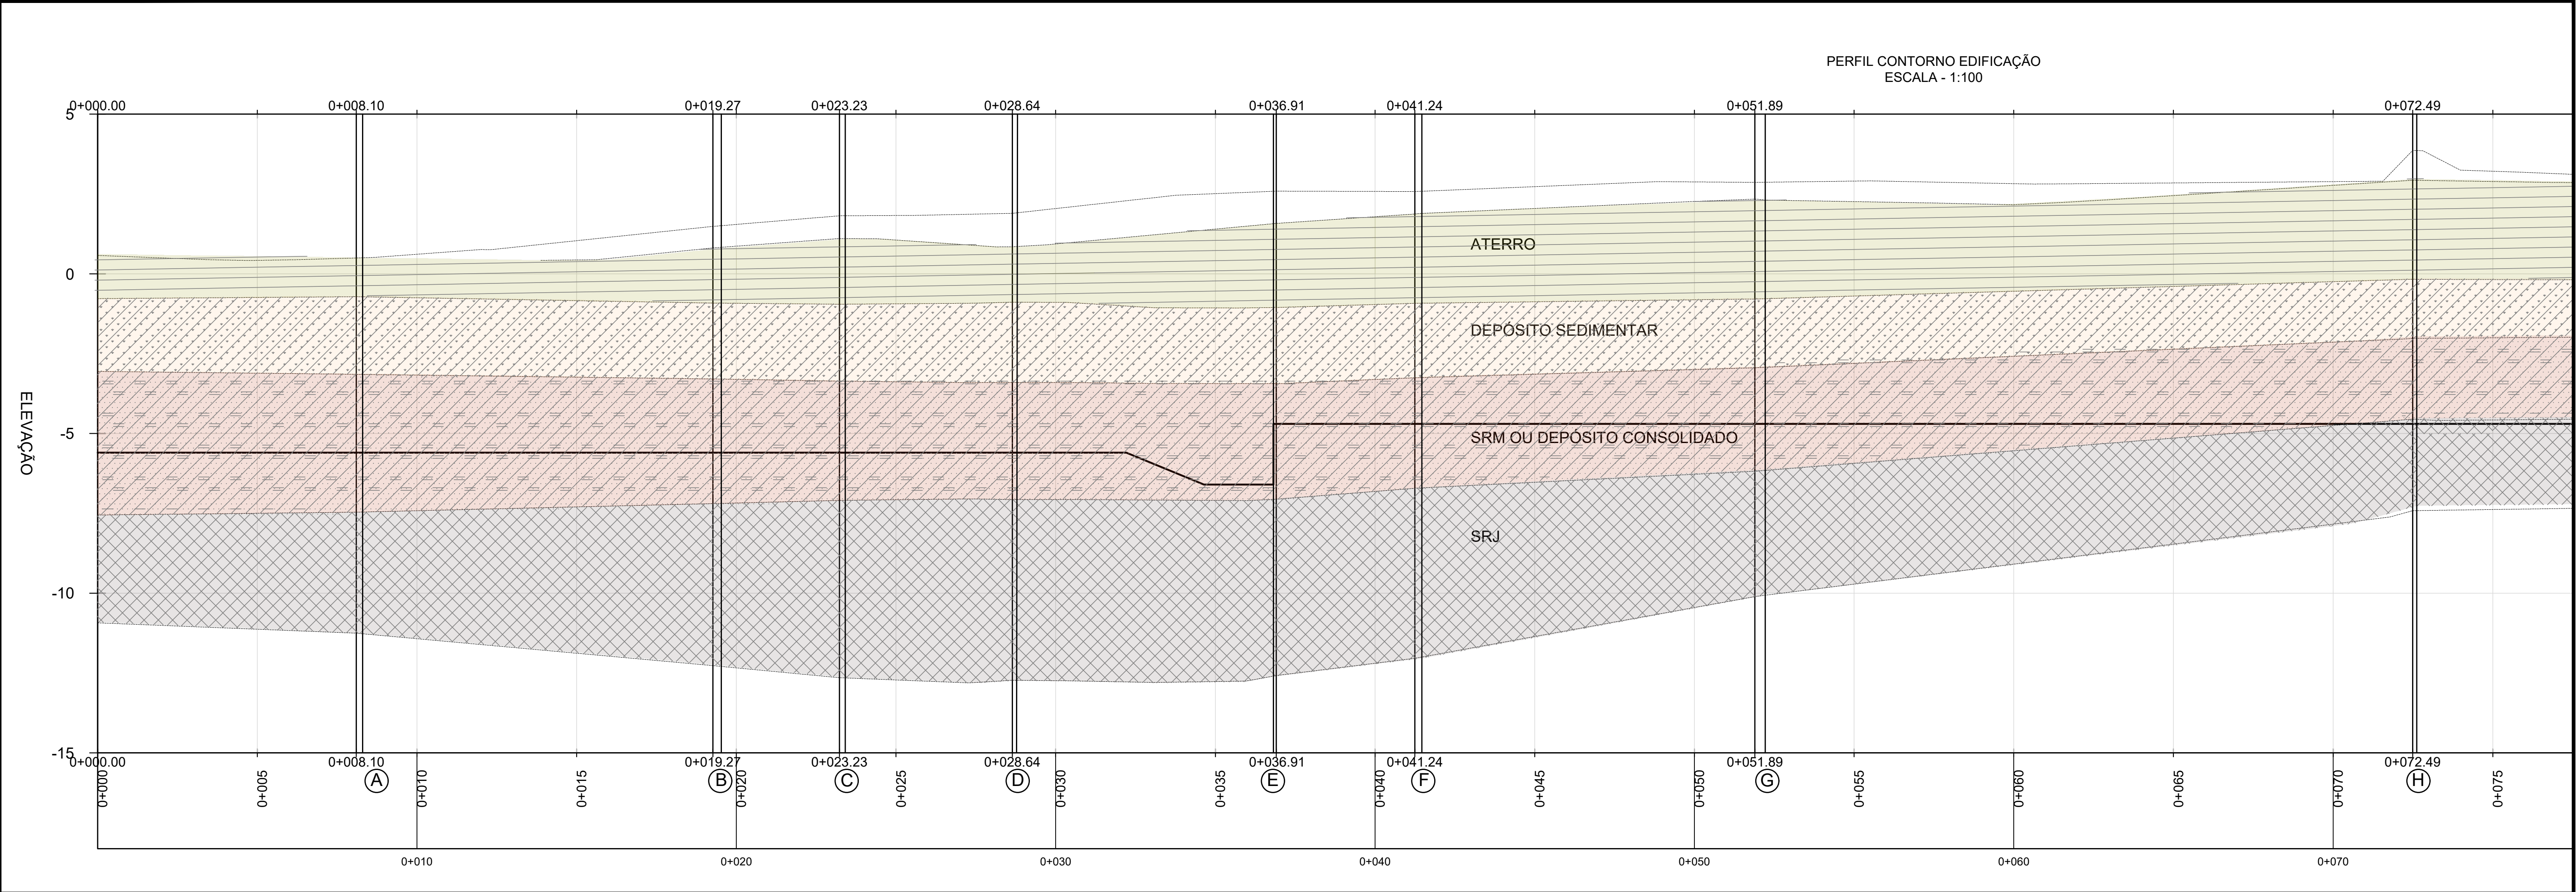 PERFIL CONTORNO EDIFICAÇÃO
ESCALA - 1:100
0+000.00 0+008.10 0+019.27 0+023.23 0+028.64 0+036.91 0+041.24 0+051.89 0+072.49
5
ATERRO
0
DEPÓSITO SEDIMENTAR
ELEVAÇÃO
-5
SRM OU DEPÓSITO CONSOLIDADO
SRJ
-10
-15
0+000.00 0+008.10 0+019.27 0+023.23 0+028.64 0+036.91 0+041.24 0+051.89 0+072.49
A B C D E F G H
0+000 0+005 0+010 0+015 0+020 0+025 0+030 0+035 0+040 0+045 0+050 0+055 0+060 0+065 0+070 0+075
0+010 0+020 0+030 0+040 0+050 0+060 0+070